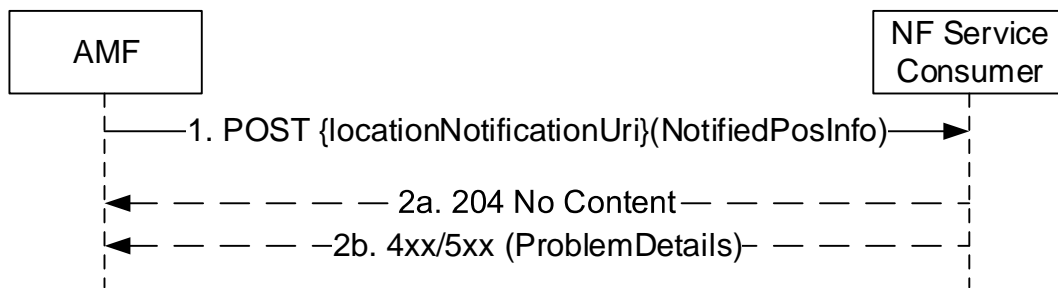 AMF
NF Service
Consumer
1. POST {locationNotificationUri}(NotifiedPosInfo)
2a. 204 No Content
2b. 4xx/5xx (ProblemDetails)